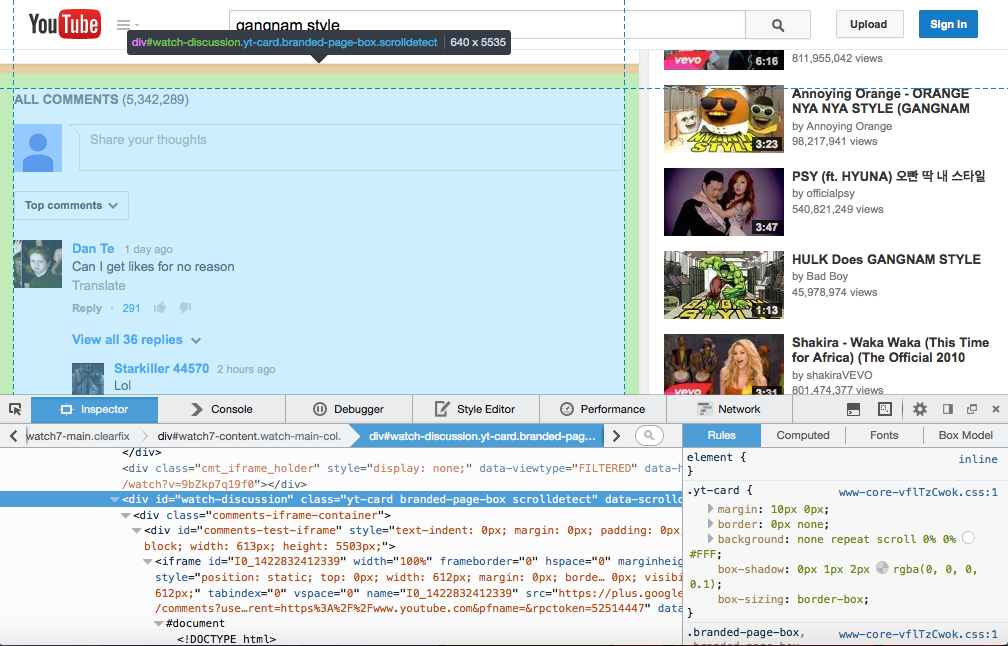 YouTube
gangnam style
Upload
Sign in
div#watch-discussion.yt-card.branded-page-box.scrolldetect 640 x 5535
ALL COMMENTS (5,342,289)
Share your thoughts
Top comments
Dan Te 1 day ago
Can I get likes for no reason
Translate
Reply · 291
View all 36 replies
Starkiller 44570 2 hours ago
Lol
vevo
6:16
811,955,042 views
3:23
Annoying Orange - ORANGE
NYA NYA STYLE (GANGNAM
by Annoying Orange
98,217,941 views
3:47
PSY (ft. HYUNA) 오빤 딱 내 스타일
by officialpsy
540,821,249 views
1:13
HULK Does GANGNAM STYLE
by Bad Boy
45,978,974 views
vevo
3:31
Shakira - Waka Waka (This Time
for Africa) (The Official 2010
by shakiraVEVO
801,474,377 views
Inspector
Console
Debugger
Style Editor
Performance
Network
watch7-main.clearfix
div#watch7-content.watch-main-col.
div#watch-discussion.yt-card.branded-pag...
Rules
Computed
Fonts
Box Model
</div>
<div class="cmt_iframe_holder" style="display: none;" data-viewtype="FILTERED" data-h
/watch?v=9bZkp7q19f0"></div>
<div id="watch-discussion" class="yt-card branded-page-box scrolldetect" data-scrollc
<div class="comments-iframe-container">
<div id="comments-test-iframe" style="text-indent: 0px; margin: 0px; padding: 0px
block; width: 613px; height: 5503px;">
<iframe id="I0_1422832412339" width="100%" frameborder="0" hspace="0" marginheig
style="position: static; top: 0px; width: 612px; margin: 0px; borde… 0px; visibi
612px;" tabindex="0" vspace="0" name="I0_1422832412339" src="https://plus.google
/comments?use…rent=https%3A%2F%2Fwww.youtube.com&pfname=&rpctoken=52514447" data
#document
<!DOCTYPE html>
element {
inline
}
.yt-card {
www-core-vflTzCwok.css:1
margin: 10px 0px;
border: 0px none;
background: none repeat scroll 0% 0%
#FFF;
box-shadow: 0px 1px 2px rgba(0, 0, 0,
0.1);
box-sizing: border-box;
}
.branded-page-box,
www-core-vflTzCwok.css:1